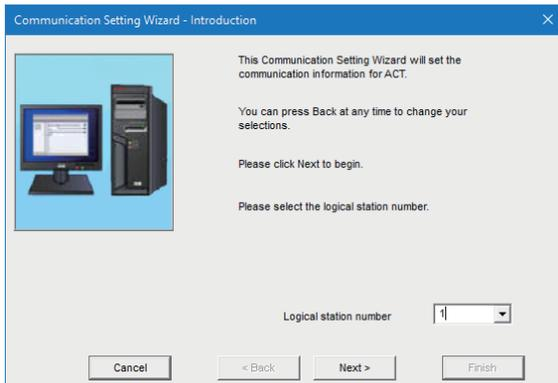 Communication Setting Wizard - Introduction
This Communication Setting Wizard will set the
communication information for ACT.
You can press Back at any time to change your
selections.
Please click Next to begin.
Please select the logical station number.
Logical station number 1
Cancel < Back Next > Finish